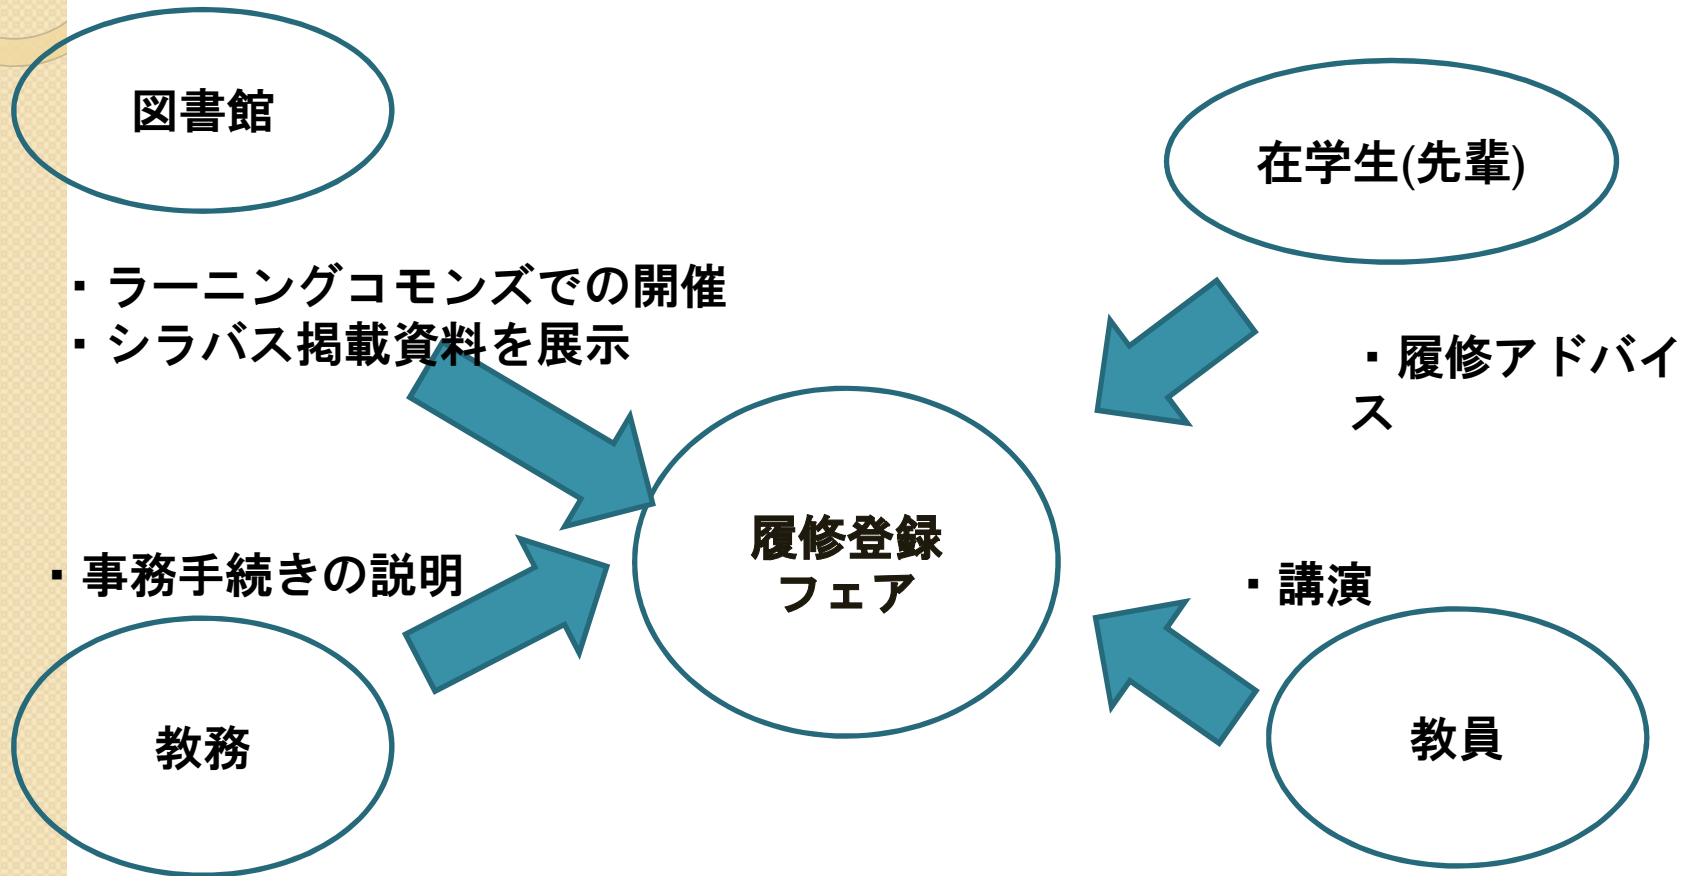 図書館
在学生(先輩)
・ラーニングコモンズでの開催
・シラバス掲載資料を展示
・履修アドバイ
ス
履修登録
フェア
・事務手続きの説明
・講演
教務
教員